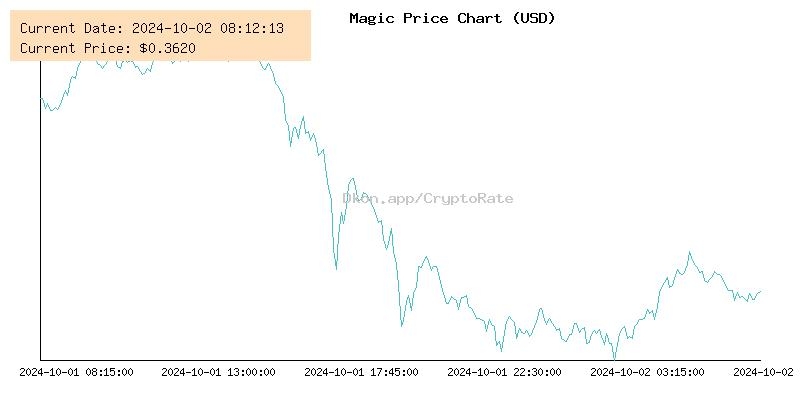 Magic Price Chart (USD)
Current Date: 2024-10-02 08:12:13
Current Price: $0.3620
Dkon.app/CryptoRate
2024-10-01 08:15:00 2024-10-01 13:00:00 2024-10-01 17:45:00 2024-10-01 22:30:00 2024-10-02 03:15:00 2024-10-02